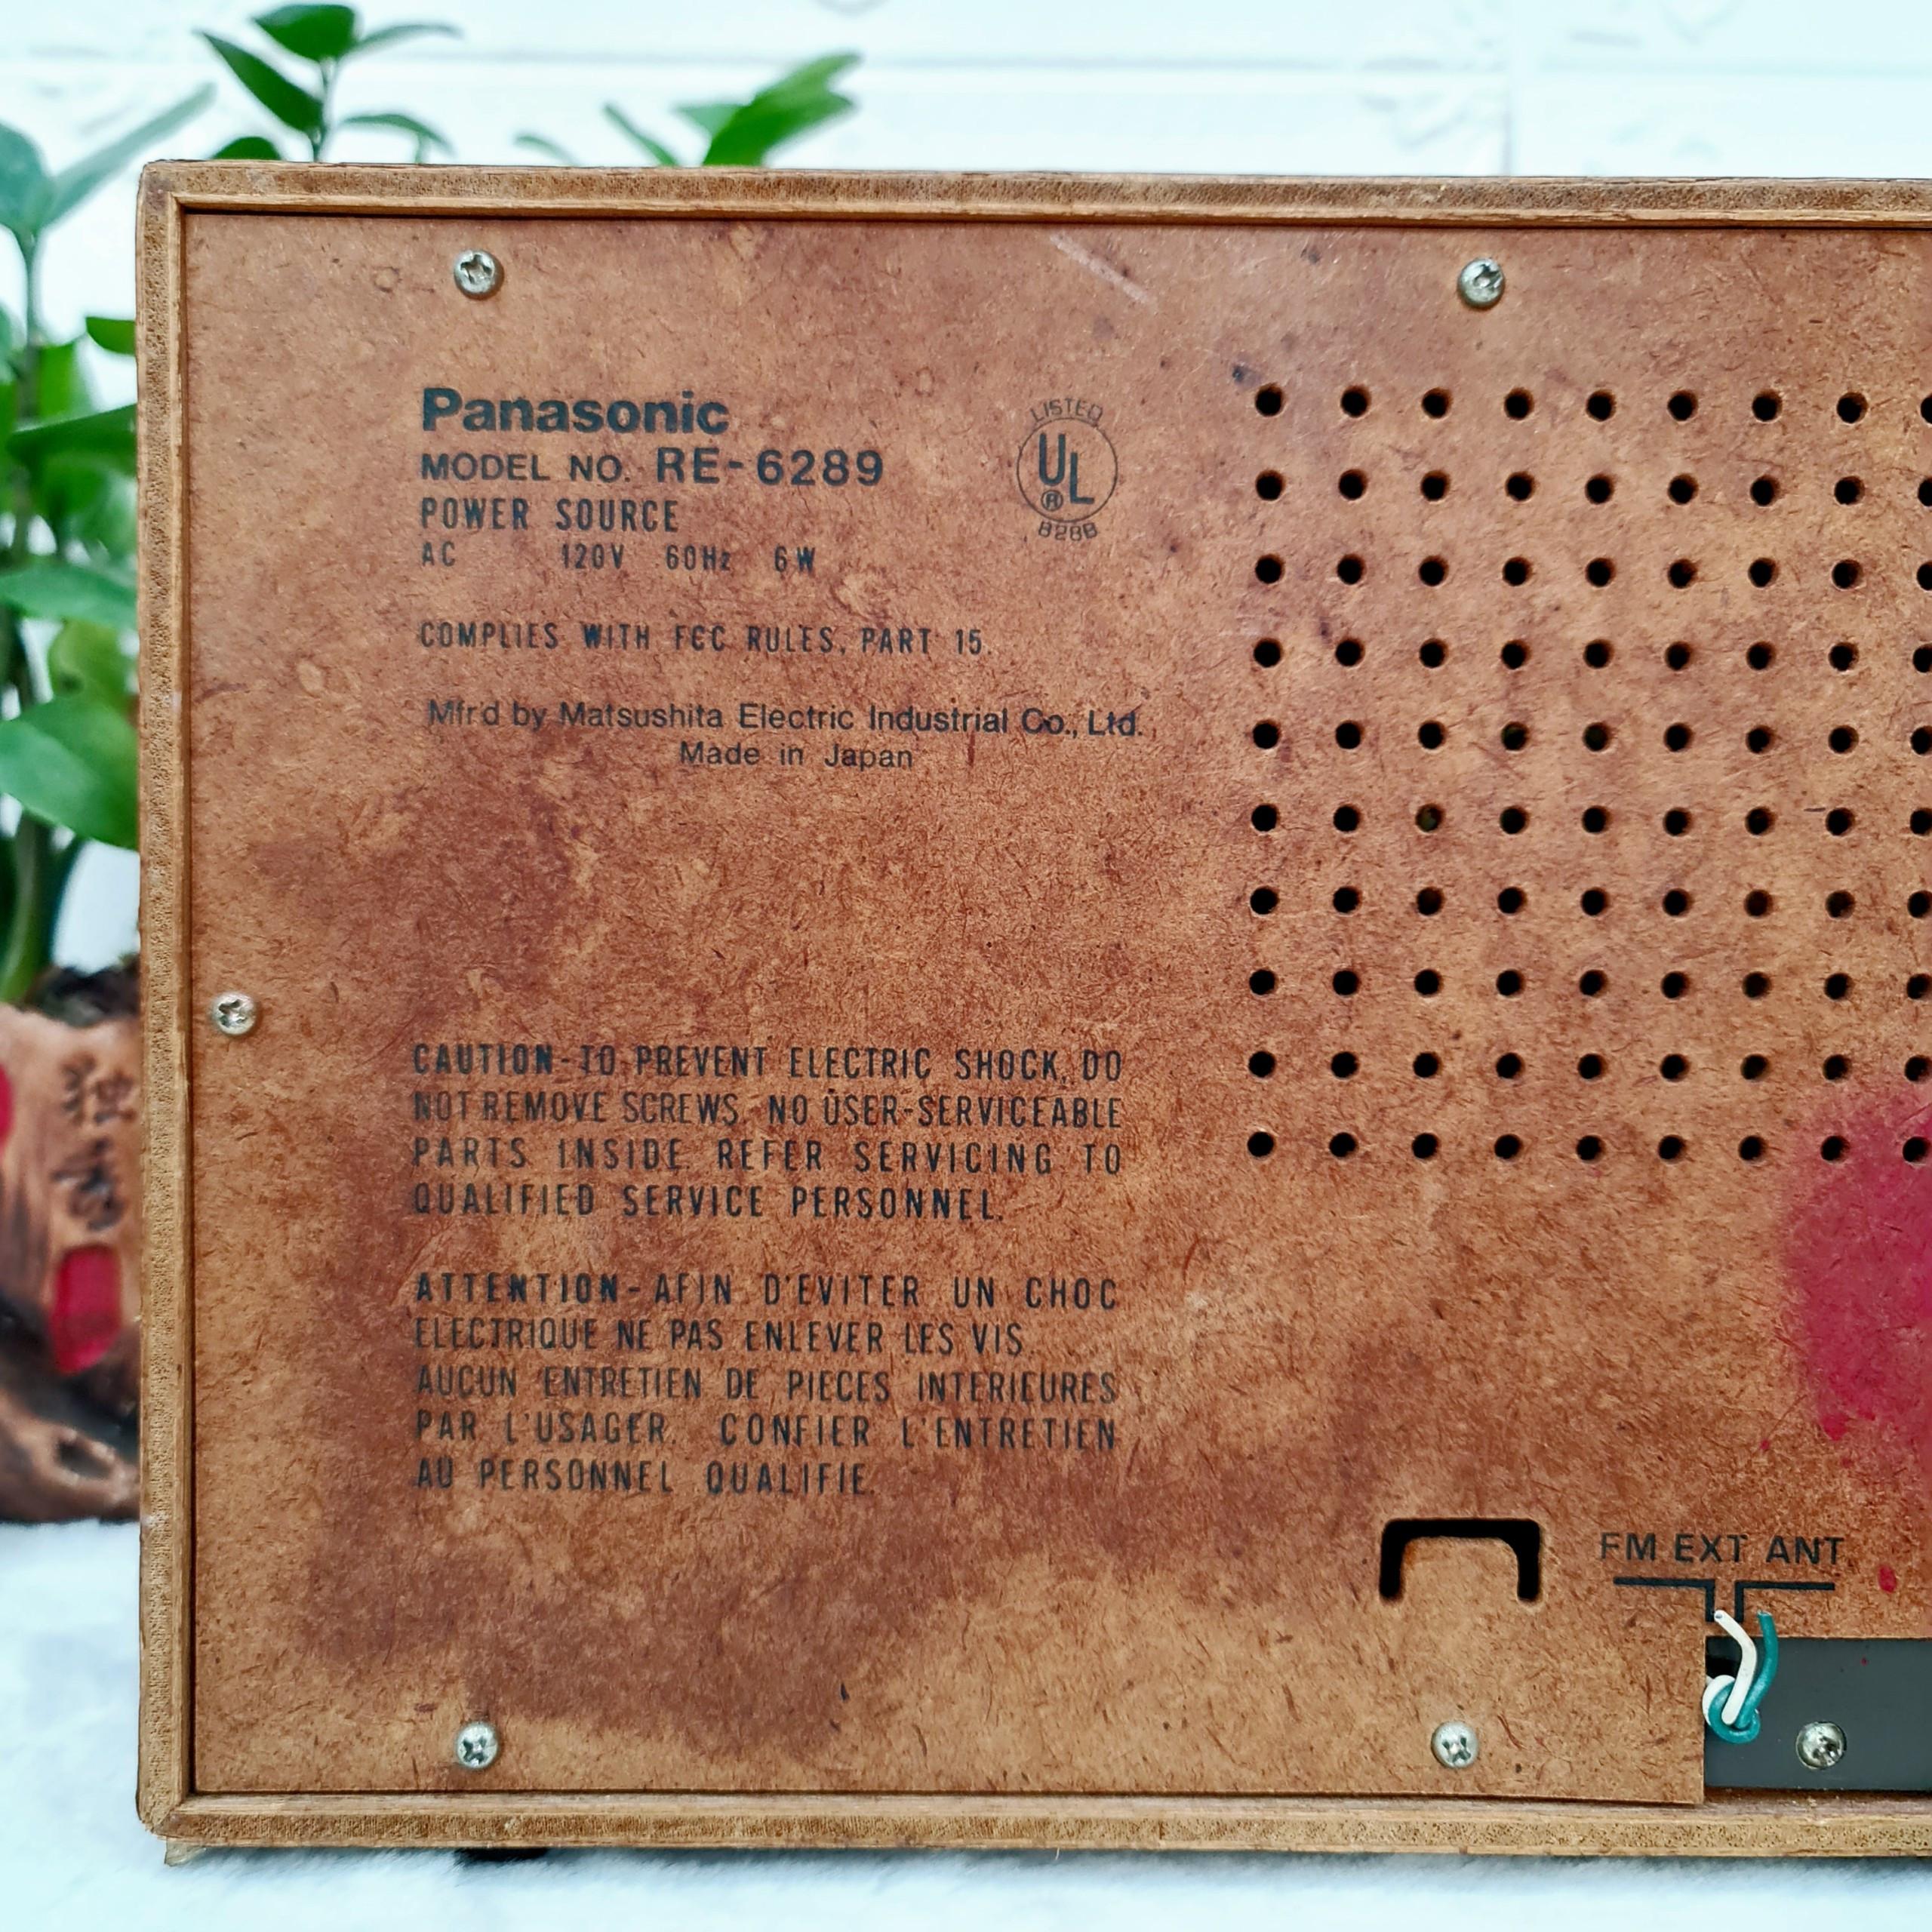 Panasonic
MODEL NO. RE-6289
POWER SOURCE
AC 120V 60Hz 6W
LISTED
UL
®
828B
COMPLIES WITH FCC RULES, PART 15.
Mfr'd by Matsushita Electric Industrial Co., Ltd.
Made in Japan
CAUTION-TO PREVENT ELECTRIC SHOCK, DO
NOT REMOVE SCREWS. NO USER-SERVICEABLE
PARTS INSIDE. REFER SERVICING TO
QUALIFIED SERVICE PERSONNEL.
ATTENTION-AFIN D'EVITER UN CHOC
ELECTRIQUE NE PAS ENLEVER LES VIS.
AUCUN ENTRETIEN DE PIECES INTERIEURES
PAR L'USAGER. CONFIER L'ENTRETIEN
AU PERSONNEL QUALIFIE.
FM EXT ANT